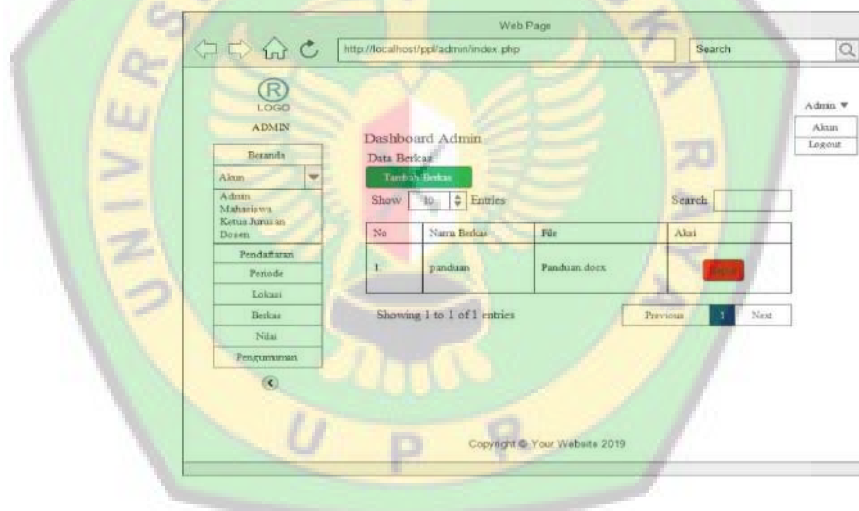 Web Page
http://localhost/ppl/admin/index.php
Search
R
LOGO
ADMIN
Beranda
Akun
Admin
Mahasiswa
Ketua Jurusan
Dosen
Pendaftaran
Periode
Lokasi
Berkas
Nilai
Pengumuman
Admin
Akun
Logout
Dashboard Admin
Data Berkas
Tambah Berkas
Show 10 Entries
Search
No Nama Berkas File Aksi
1. panduan Panduan.docx
Showing 1 to 1 of 1 entries
Previous 1 Next
Copyright © Your Website 2019
UNIVERS KA RAYA
U P R